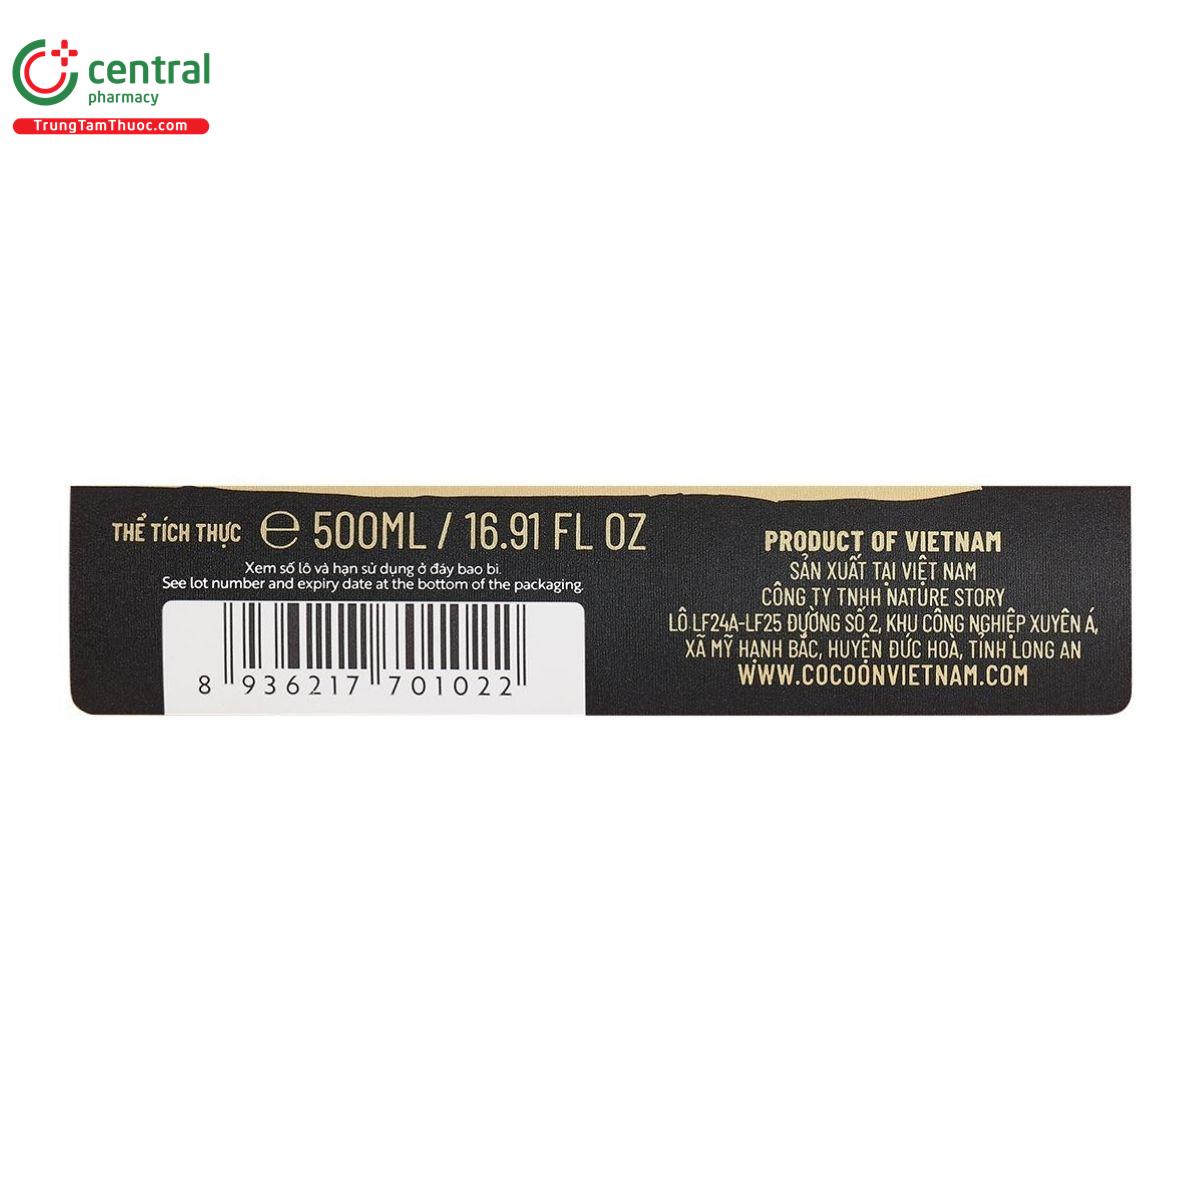 central
pharmacy
TrungTamThuoc.com
THỂ TÍCH THỰC ℮ 500ML / 16.91 FL OZ
Xem số lô và hạn sử dụng ở đáy bao bì.
See lot number and expiry date at the bottom of the packaging.
8 936217 701022
PRODUCT OF VIETNAM
SẢN XUẤT TẠI VIỆT NAM
CÔNG TY TNHH NATURE STORY
LÔ LF24A-LF25 ĐƯỜNG SỐ 2, KHU CÔNG NGHIỆP XUYÊN Á,
XÃ MỸ HẠNH BẮC, HUYỆN ĐỨC HOÀ, TỈNH LONG AN
WWW.COCOONVIETNAM.COM